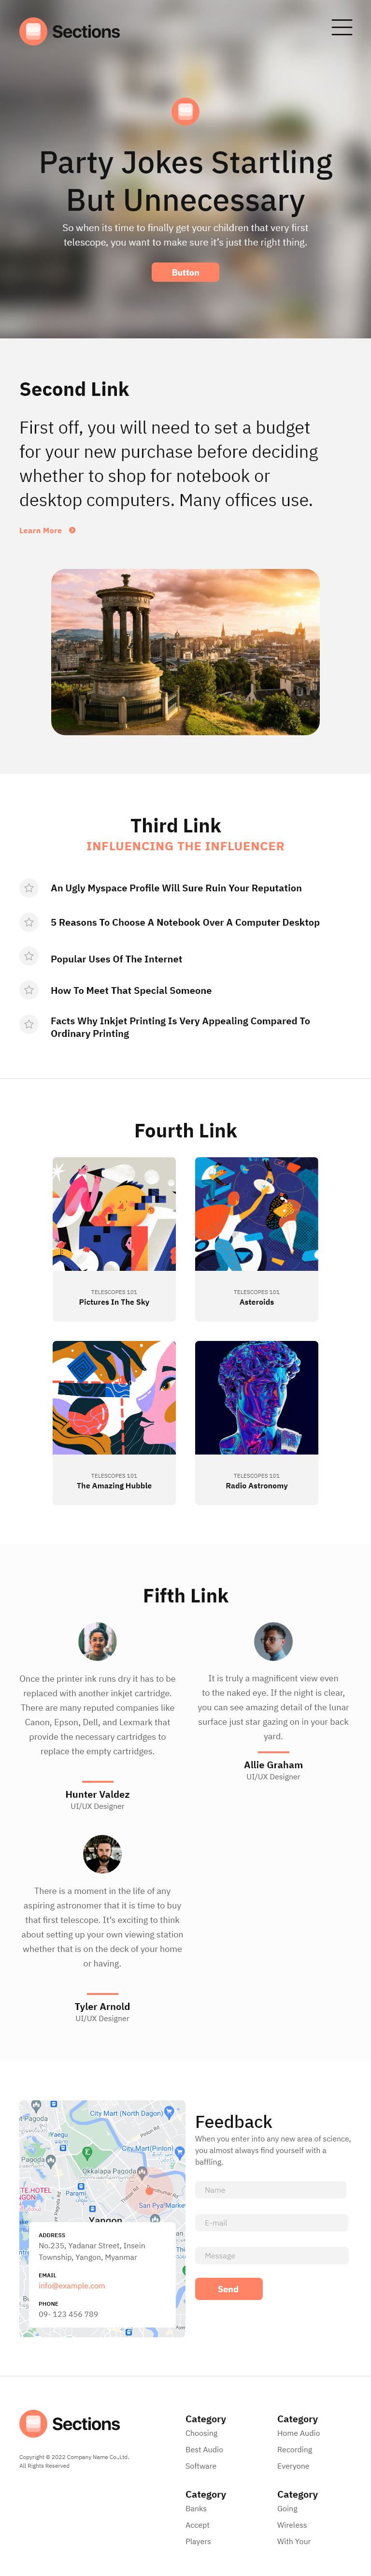 Sections
Party Jokes Startling
But Unnecessary
So when its time to finally get your children that very first
telescope, you want to make sure it's just the right thing.
Button
Second Link
First off, you will need to set a budget
for your new purchase before deciding
whether to shop for notebook or
desktop computers. Many offices use.
Learn More
Third Link
INFLUENCING THE INFLUENCER
An Ugly Myspace Profile Will Sure Ruin Your Reputation
5 Reasons To Choose A Notebook Over A Computer Desktop
Popular Uses Of The Internet
How To Meet That Special Someone
Facts Why Inkjet Printing Is Very Appealing Compared To
Ordinary Printing
Fourth Link
TELESCOPES 101
Pictures In The Sky
TELESCOPES 101
Asteroids
TELESCOPES 101
The Amazing Hubble
TELESCOPES 101
Radio Astronomy
Fifth Link
Once the printer ink runs dry it has to be
replaced with another inkjet cartridge.
There are many reputed companies like
Canon, Epson, Dell, and Lexmark that
provide the necessary cartridges to
replace the empty cartridges.
Hunter Valdez
UI/UX Designer
It is truly a magnificent view even
to the naked eye. If the night is clear,
you can see amazing detail of the lunar
surface just star gazing on in your back
yard.
Allie Graham
UI/UX Designer
There is a moment in the life of any
aspiring astronomer that it is time to buy
that first telescope. It's exciting to think
about setting up your own viewing station
whether that is on the deck of your home
or having.
Tyler Arnold
UI/UX Designer
City Mart (North Dagon)
Ywegu
Parami
City Mart(Pinlon)
Okkalapa Pagoda
San Pya Market
Yangon
ADDRESS
No.235, Yadanar Street, Insein
Township, Yangon, Myanmar
EMAIL
info@example.com
PHONE
09- 123 456 789
Feedback
When you enter into any new area of science,
you almost always find yourself with a
baffling.
Name
E-mail
Message
Send
Sections
Copyright © 2022 Company Name Co.,Ltd.
All Rights Reserved
Category
Choosing
Best Audio
Software
Category
Home Audio
Recording
Everyone
Category
Banks
Accept
Players
Category
Going
Wireless
With Your